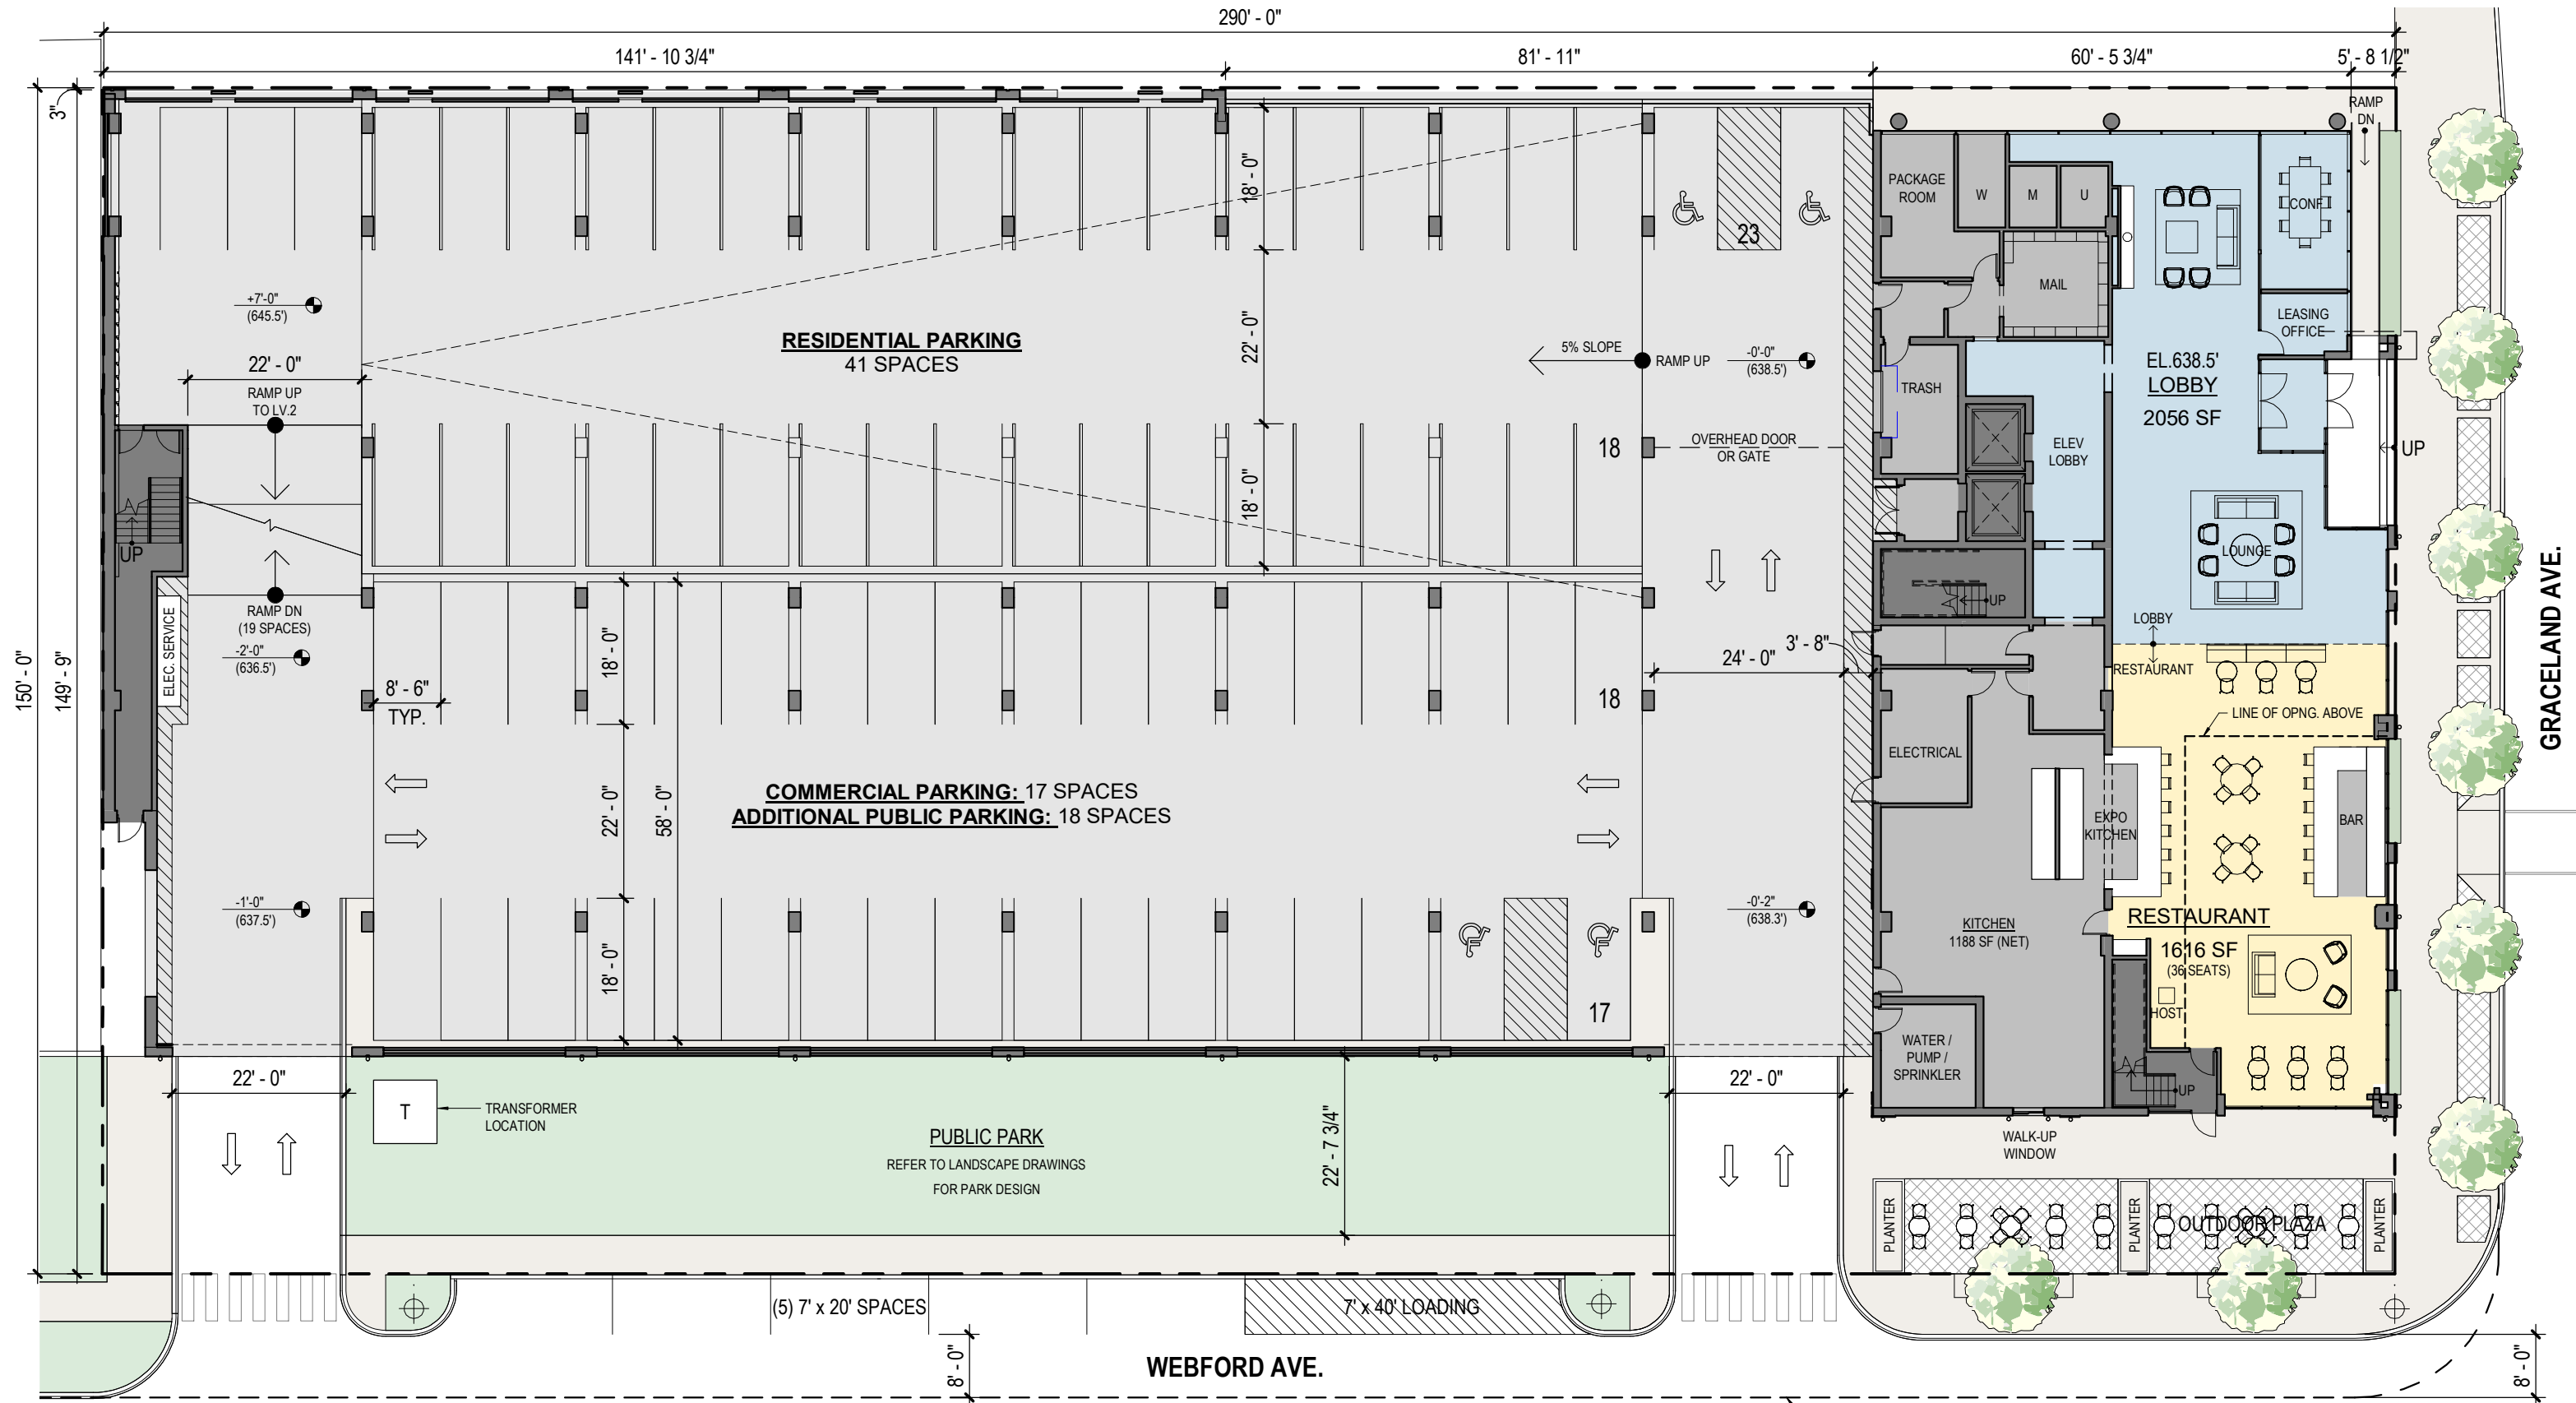 290' - 0"
141' - 10 3/4"
81' - 11"
60' - 5 3/4"
5' - 8 1/2"
3"
150' - 0"
149' - 9"
RAMP
DN
18' - 0"
23
PACKAGE
ROOM
W
M
U
CONF
MAIL
+7'-0"
(645.5')
LEASING
OFFICE
RESIDENTIAL PARKING
41 SPACES
22' - 0"
5% SLOPE
RAMP UP
-0'-0"
(638.5')
EL.638.5'
LOBBY
2056 SF
22' - 0"
RAMP UP
TO LV.2
TRASH
18
OVERHEAD DOOR
OR GATE
ELEV
LOBBY
UP
18' - 0"
UP
LOUNGE
GRACELAND AVE.
UP
ELEC. SERVICE
RAMP DN
(19 SPACES)
-2'-0"
(636.5')
18' - 0"
3' - 8"
24' - 0"
LOBBY
RESTAURANT
8' - 6"
TYP.
18
LINE OF OPNG. ABOVE
ELECTRICAL
COMMERCIAL PARKING: 17 SPACES
ADDITIONAL PUBLIC PARKING: 18 SPACES
22' - 0"
58' - 0"
EXPO
KITCHEN
BAR
-1'-0"
(637.5')
-0'-2"
(638.3')
KITCHEN
1188 SF (NET)
RESTAURANT
1616 SF
(36 SEATS)
18' - 0"
17
HOST
WATER /
PUMP /
SPRINKLER
UP
22' - 0"
22' - 0"
T
TRANSFORMER
LOCATION
PUBLIC PARK
REFER TO LANDSCAPE DRAWINGS
FOR PARK DESIGN
22' - 7 3/4"
WALK-UP
WINDOW
PLANTER
PLANTER
OUTDOOR PLAZA
PLANTER
(5) 7' x 20' SPACES
7' x 40' LOADING
8' - 0"
WEBFORD AVE.
8' - 0"